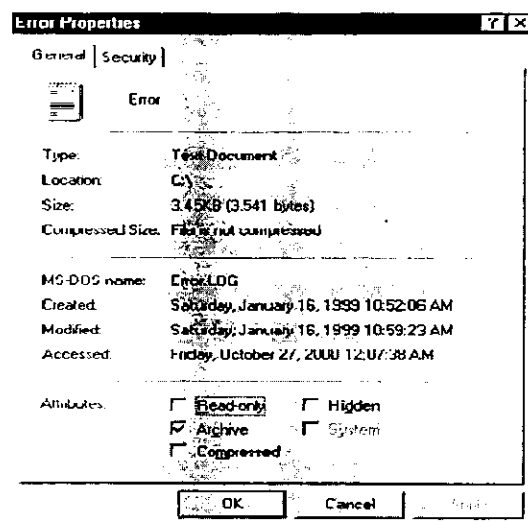 Error Properties
General Security
Error
Type: Text Document
Location: C:\
Size: 3.45KB (3,541 bytes)
Compressed Size: File is not compressed
MS-DOS name: Error.LOG
Created: Saturday, January 16, 1999 10:52:06 AM
Modified: Saturday, January 16, 1999 10:59:23 AM
Accessed: Friday, October 27, 2000 12:07:38 AM
Attributes: Read-only Hidden
Archive System
Compressed
OK Cancel Apply